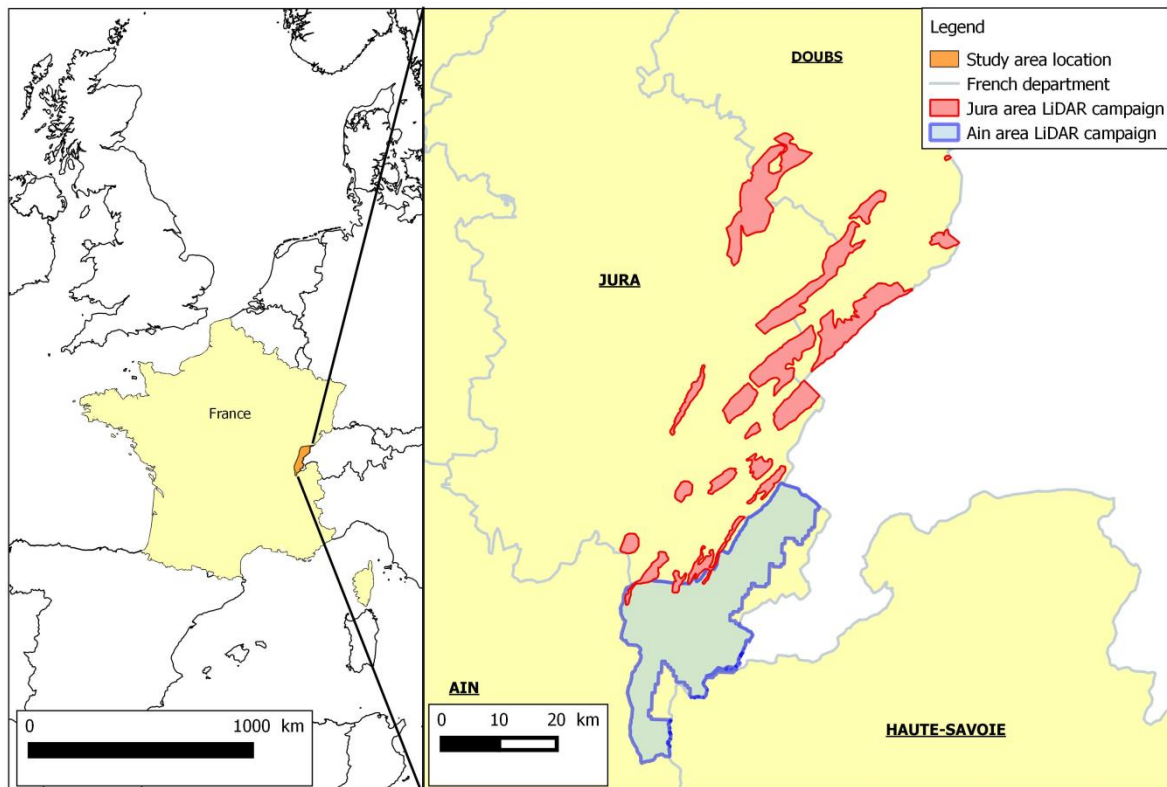 France
0 1000 km
Legend
Study area location
French department
Jura area LiDAR campaign
Ain area LiDAR campaign
DOUBS
JURA
AIN
HAUTE-SAVOIE
0 10 20 km